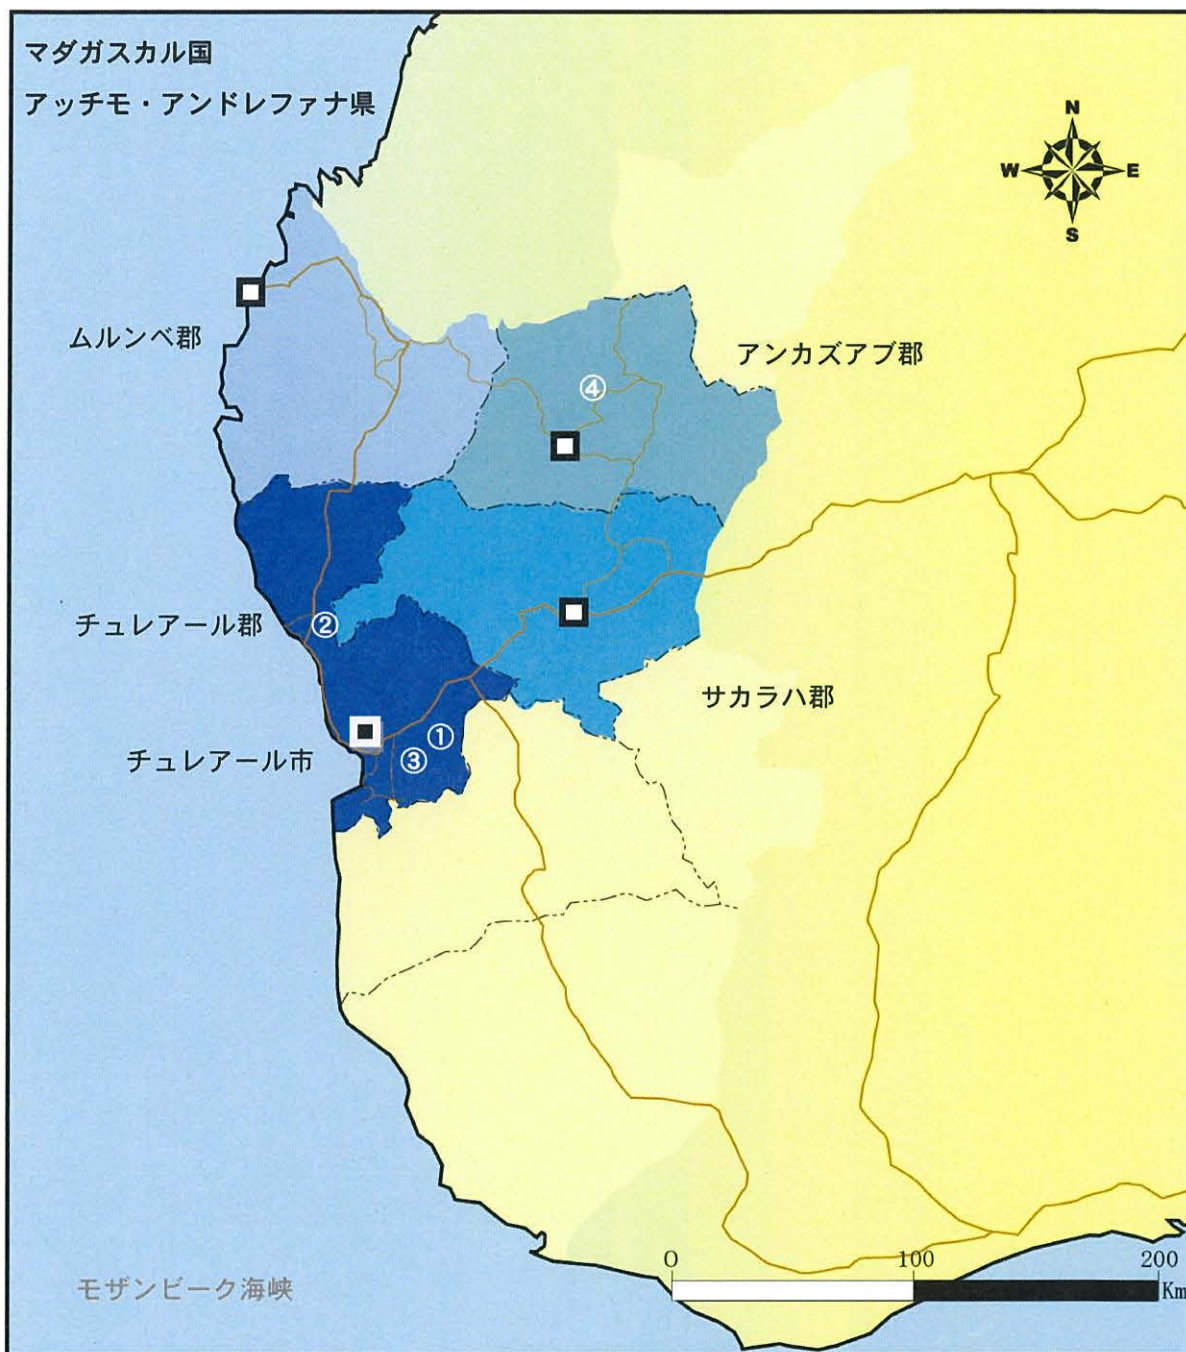 マダガスカル国
アッチモ・アンドレファナ県
N
W E
S
ムルンベ郡
アンカズアブ郡
④
チュレアール郡
②
サカラハ郡
①
チュレアール市
③
0 100 200
Km
モザンビーク海峡